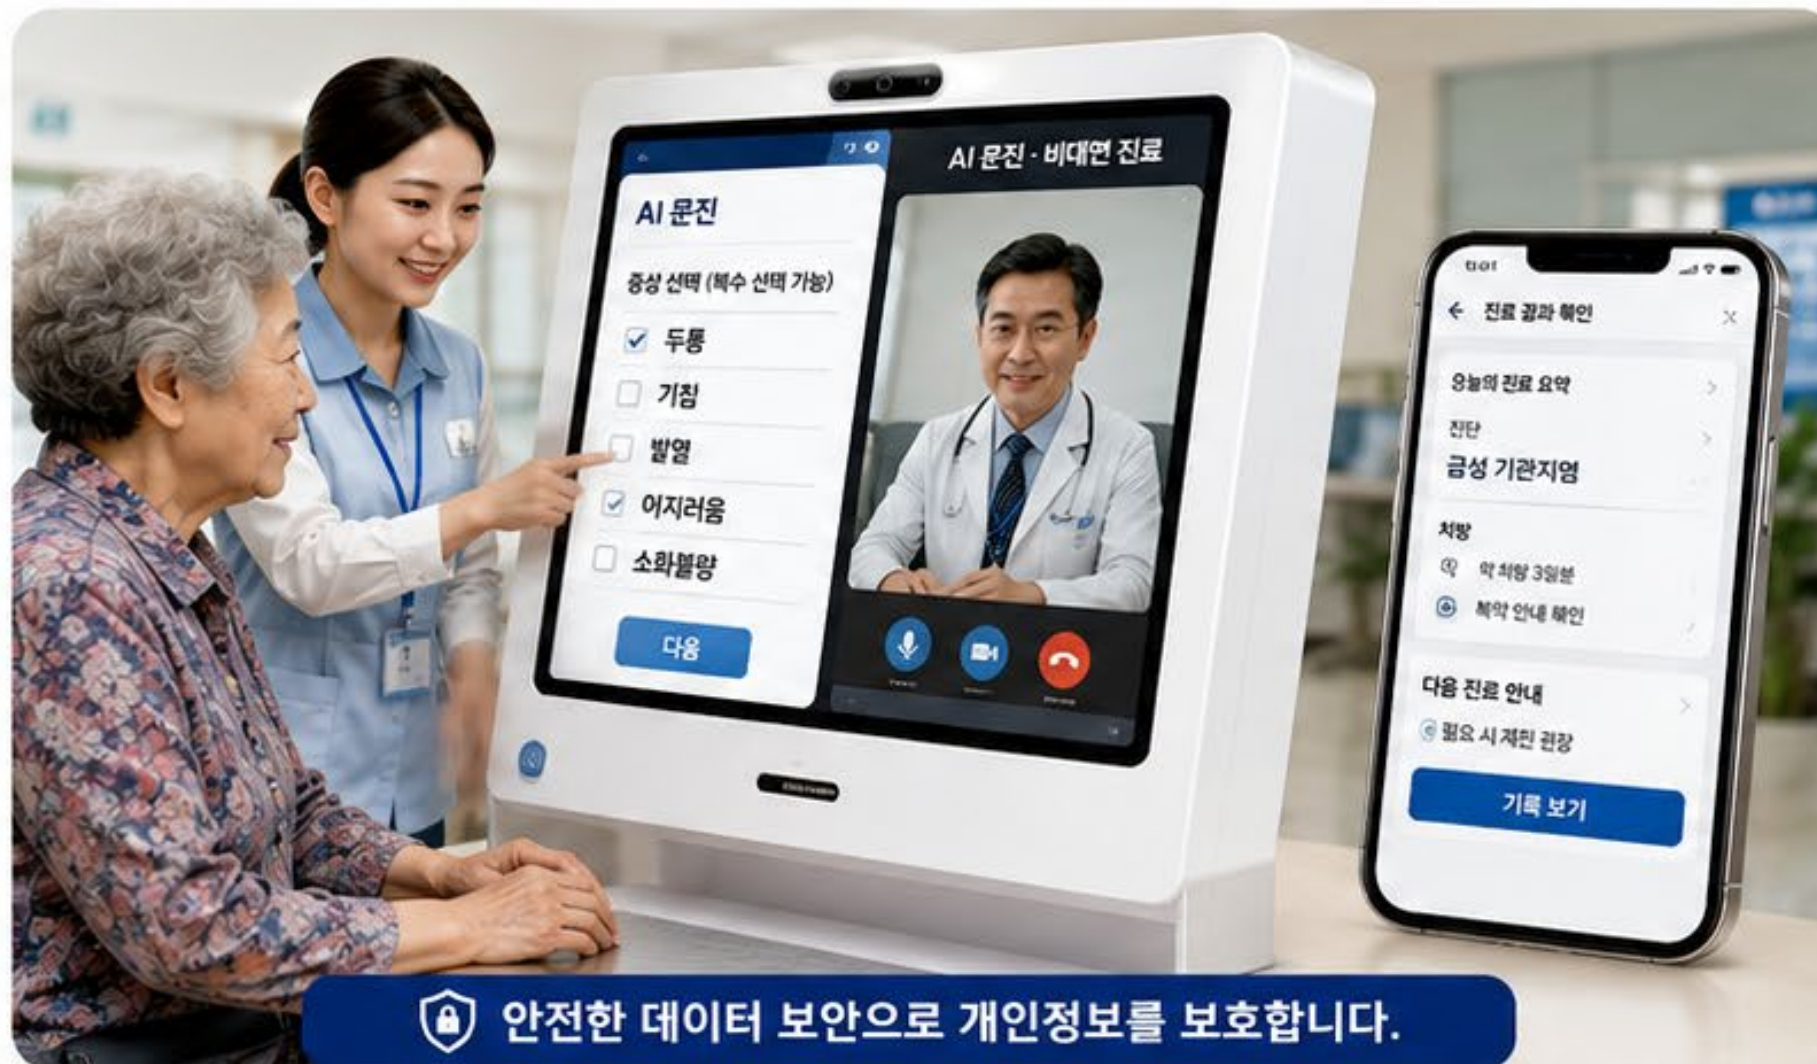 AI 문진
증상 선택 (복수 선택 가능)
두통
기침
발열
어지러움
소화불량
다음
AI 문진 · 비대면 진료
진료 결과 확인
오늘의 진료 요약
진단
급성 기관지염
처방
약 처방 3일분
복약 안내 확인
다음 진료 안내
필요 시 재진 권장
기록 보기
안전한 데이터 보안으로 개인정보를 보호합니다.